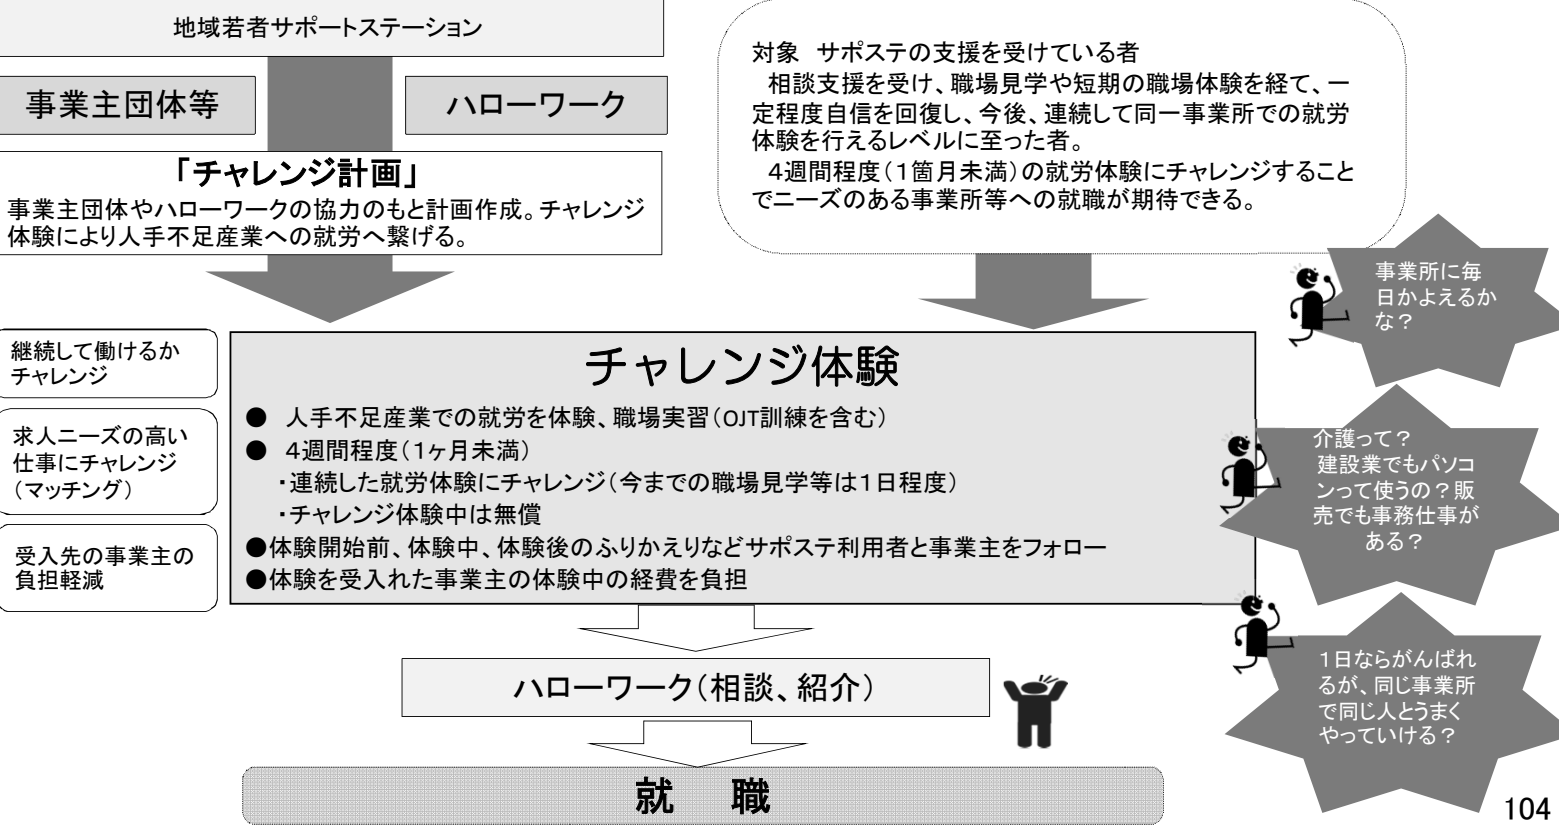 地域若者サポートステーション
事業主団体等
ハローワーク
「チャレンジ計画」
事業主団体やハローワークの協力のもと計画作成。チャレンジ
体験により人手不足産業への就労へ繋げる。
対象　サポステの支援を受けている者
相談支援を受け、職場見学や短期の職場体験を経て、一
定程度自信を回復し、今後、連続して同一事業所での就労
体験を行えるレベルに至った者。
４週間程度（１箇月未満）の就労体験にチャレンジすること
でニーズのある事業所等への就職が期待できる。
事業所に毎
日かよえるか
な？
継続して働けるか
チャレンジ
求人ニーズの高い
仕事にチャレンジ
（マッチング）
受入先の事業主の
負担軽減
チャレンジ体験
●　人手不足産業での就労を体験、職場実習（OJT訓練を含む）
●　４週間程度（１ヶ月未満）
・連続した就労体験にチャレンジ（今までの職場見学等は１日程度）
・チャレンジ体験中は無償
●体験開始前、体験中、体験後のふりかえりなどサポステ利用者と事業主をフォロー
●体験を受入れた事業主の体験中の経費を負担
介護って？
建設業でもパソコ
ンって使うの？販
売でも事務仕事が
ある？
１日ならがんばれ
るが、同じ事業所
で同じ人とうまく
やっていける？
ハローワーク（相談、紹介）
就　職
104